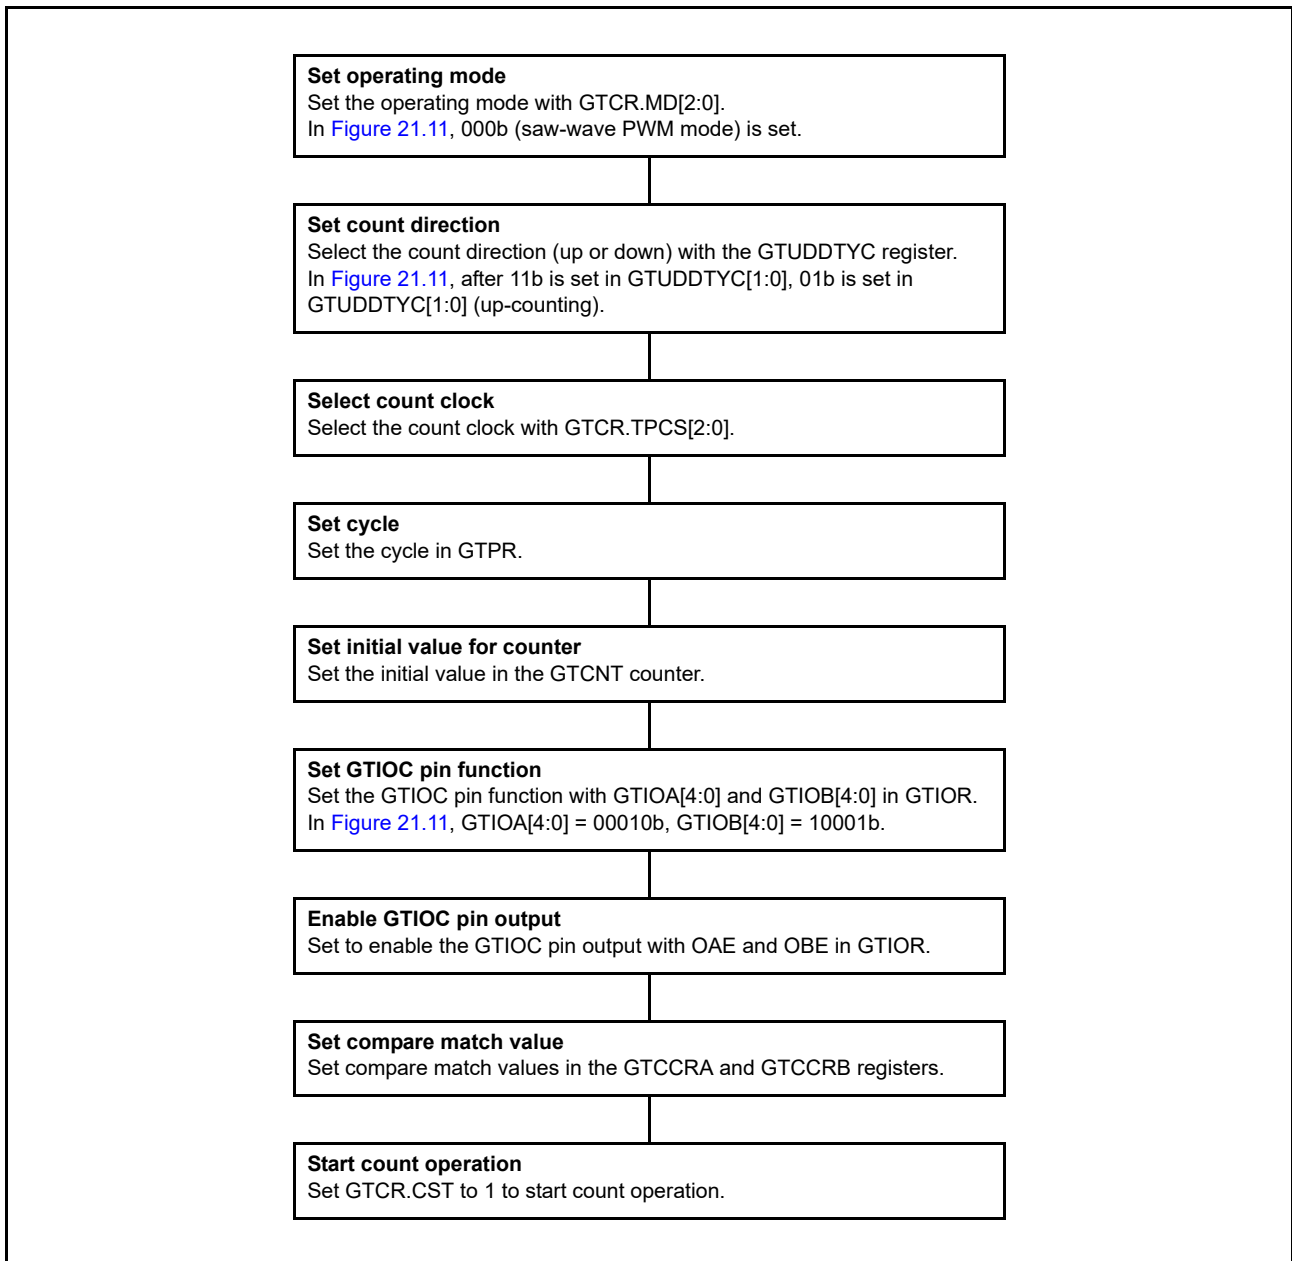 Set operating mode
Set the operating mode with GTCR.MD[2:0].
In Figure 21.11, 000b (saw-wave PWM mode) is set.
Set count direction
Select the count direction (up or down) with the GTUDDTYC register.
In Figure 21.11, after 11b is set in GTUDDTYC[1:0], 01b is set in
GTUDDTYC[1:0] (up-counting).
Select count clock
Select the count clock with GTCR.TPCS[2:0].
Set cycle
Set the cycle in GTPR.
Set initial value for counter
Set the initial value in the GTCNT counter.
Set GTIOC pin function
Set the GTIOC pin function with GTIOA[4:0] and GTIOB[4:0] in GTIOR.
In Figure 21.11, GTIOA[4:0] = 00010b, GTIOB[4:0] = 10001b.
Enable GTIOC pin output
Set to enable the GTIOC pin output with OAE and OBE in GTIOR.
Set compare match value
Set compare match values in the GTCCRA and GTCCRB registers.
Start count operation
Set GTCR.CST to 1 to start count operation.